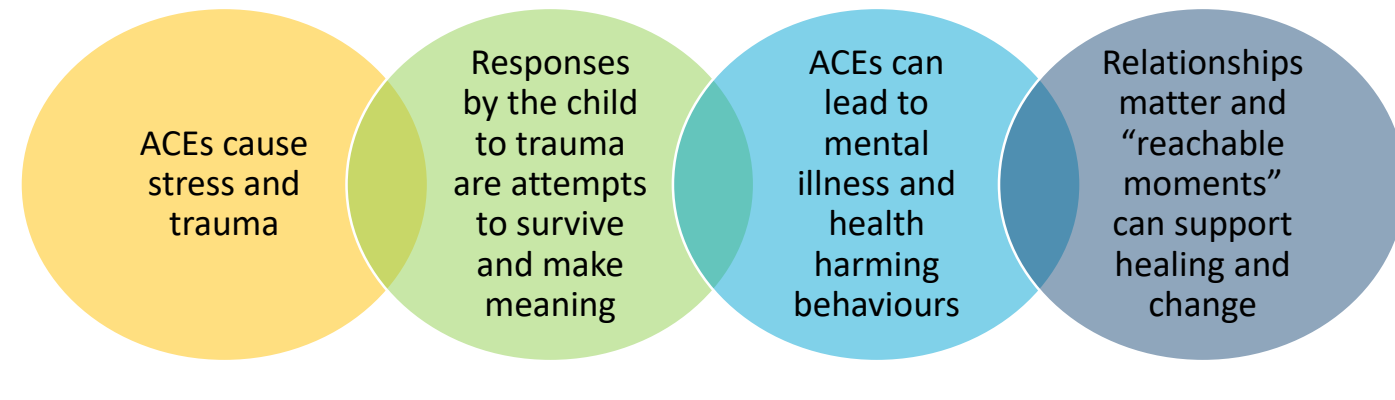 ACEs cause
stress and
trauma
Responses
by the child
to trauma
are attempts
to survive
and make
meaning
ACEs can
lead to
mental
illness and
health
harming
behaviours
Relationships
matter and
“reachable
moments”
can support
healing and
change